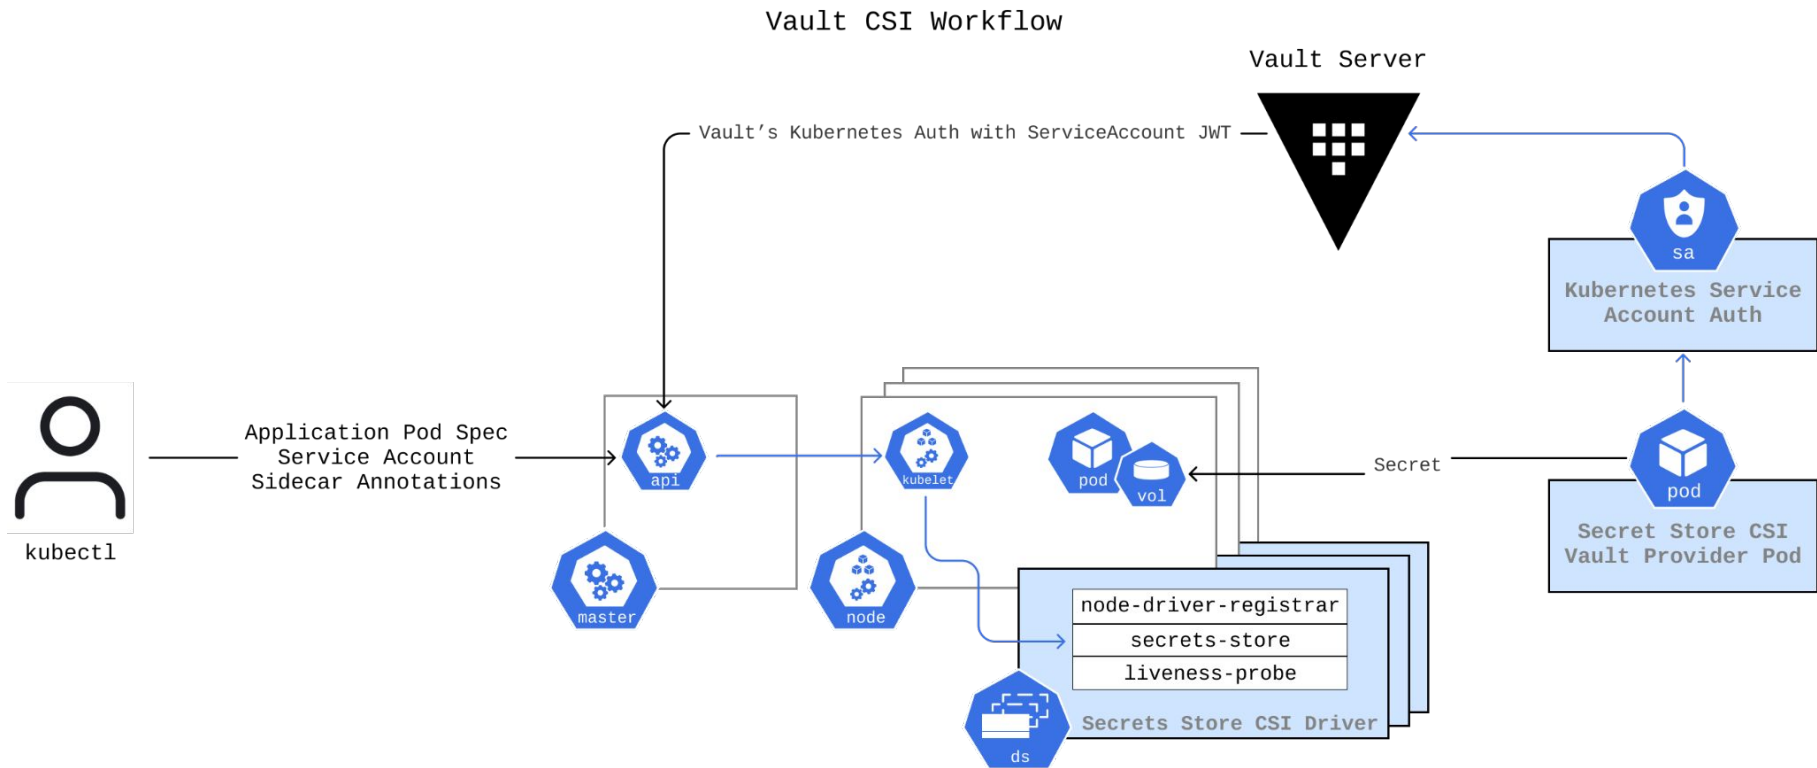 Vault CSI Workflow
Vault Server
Vault’s Kubernetes Auth with ServiceAccount JWT
sa
Kubernetes Service
Account Auth
Application Pod Spec
Service Account
Sidecar Annotations
kubectl
api
master
kubelet
node
pod
vol
Secret
pod
Secret Store CSI
Vault Provider Pod
node-driver-registrar
secrets-store
liveness-probe
Secrets Store CSI Driver
ds